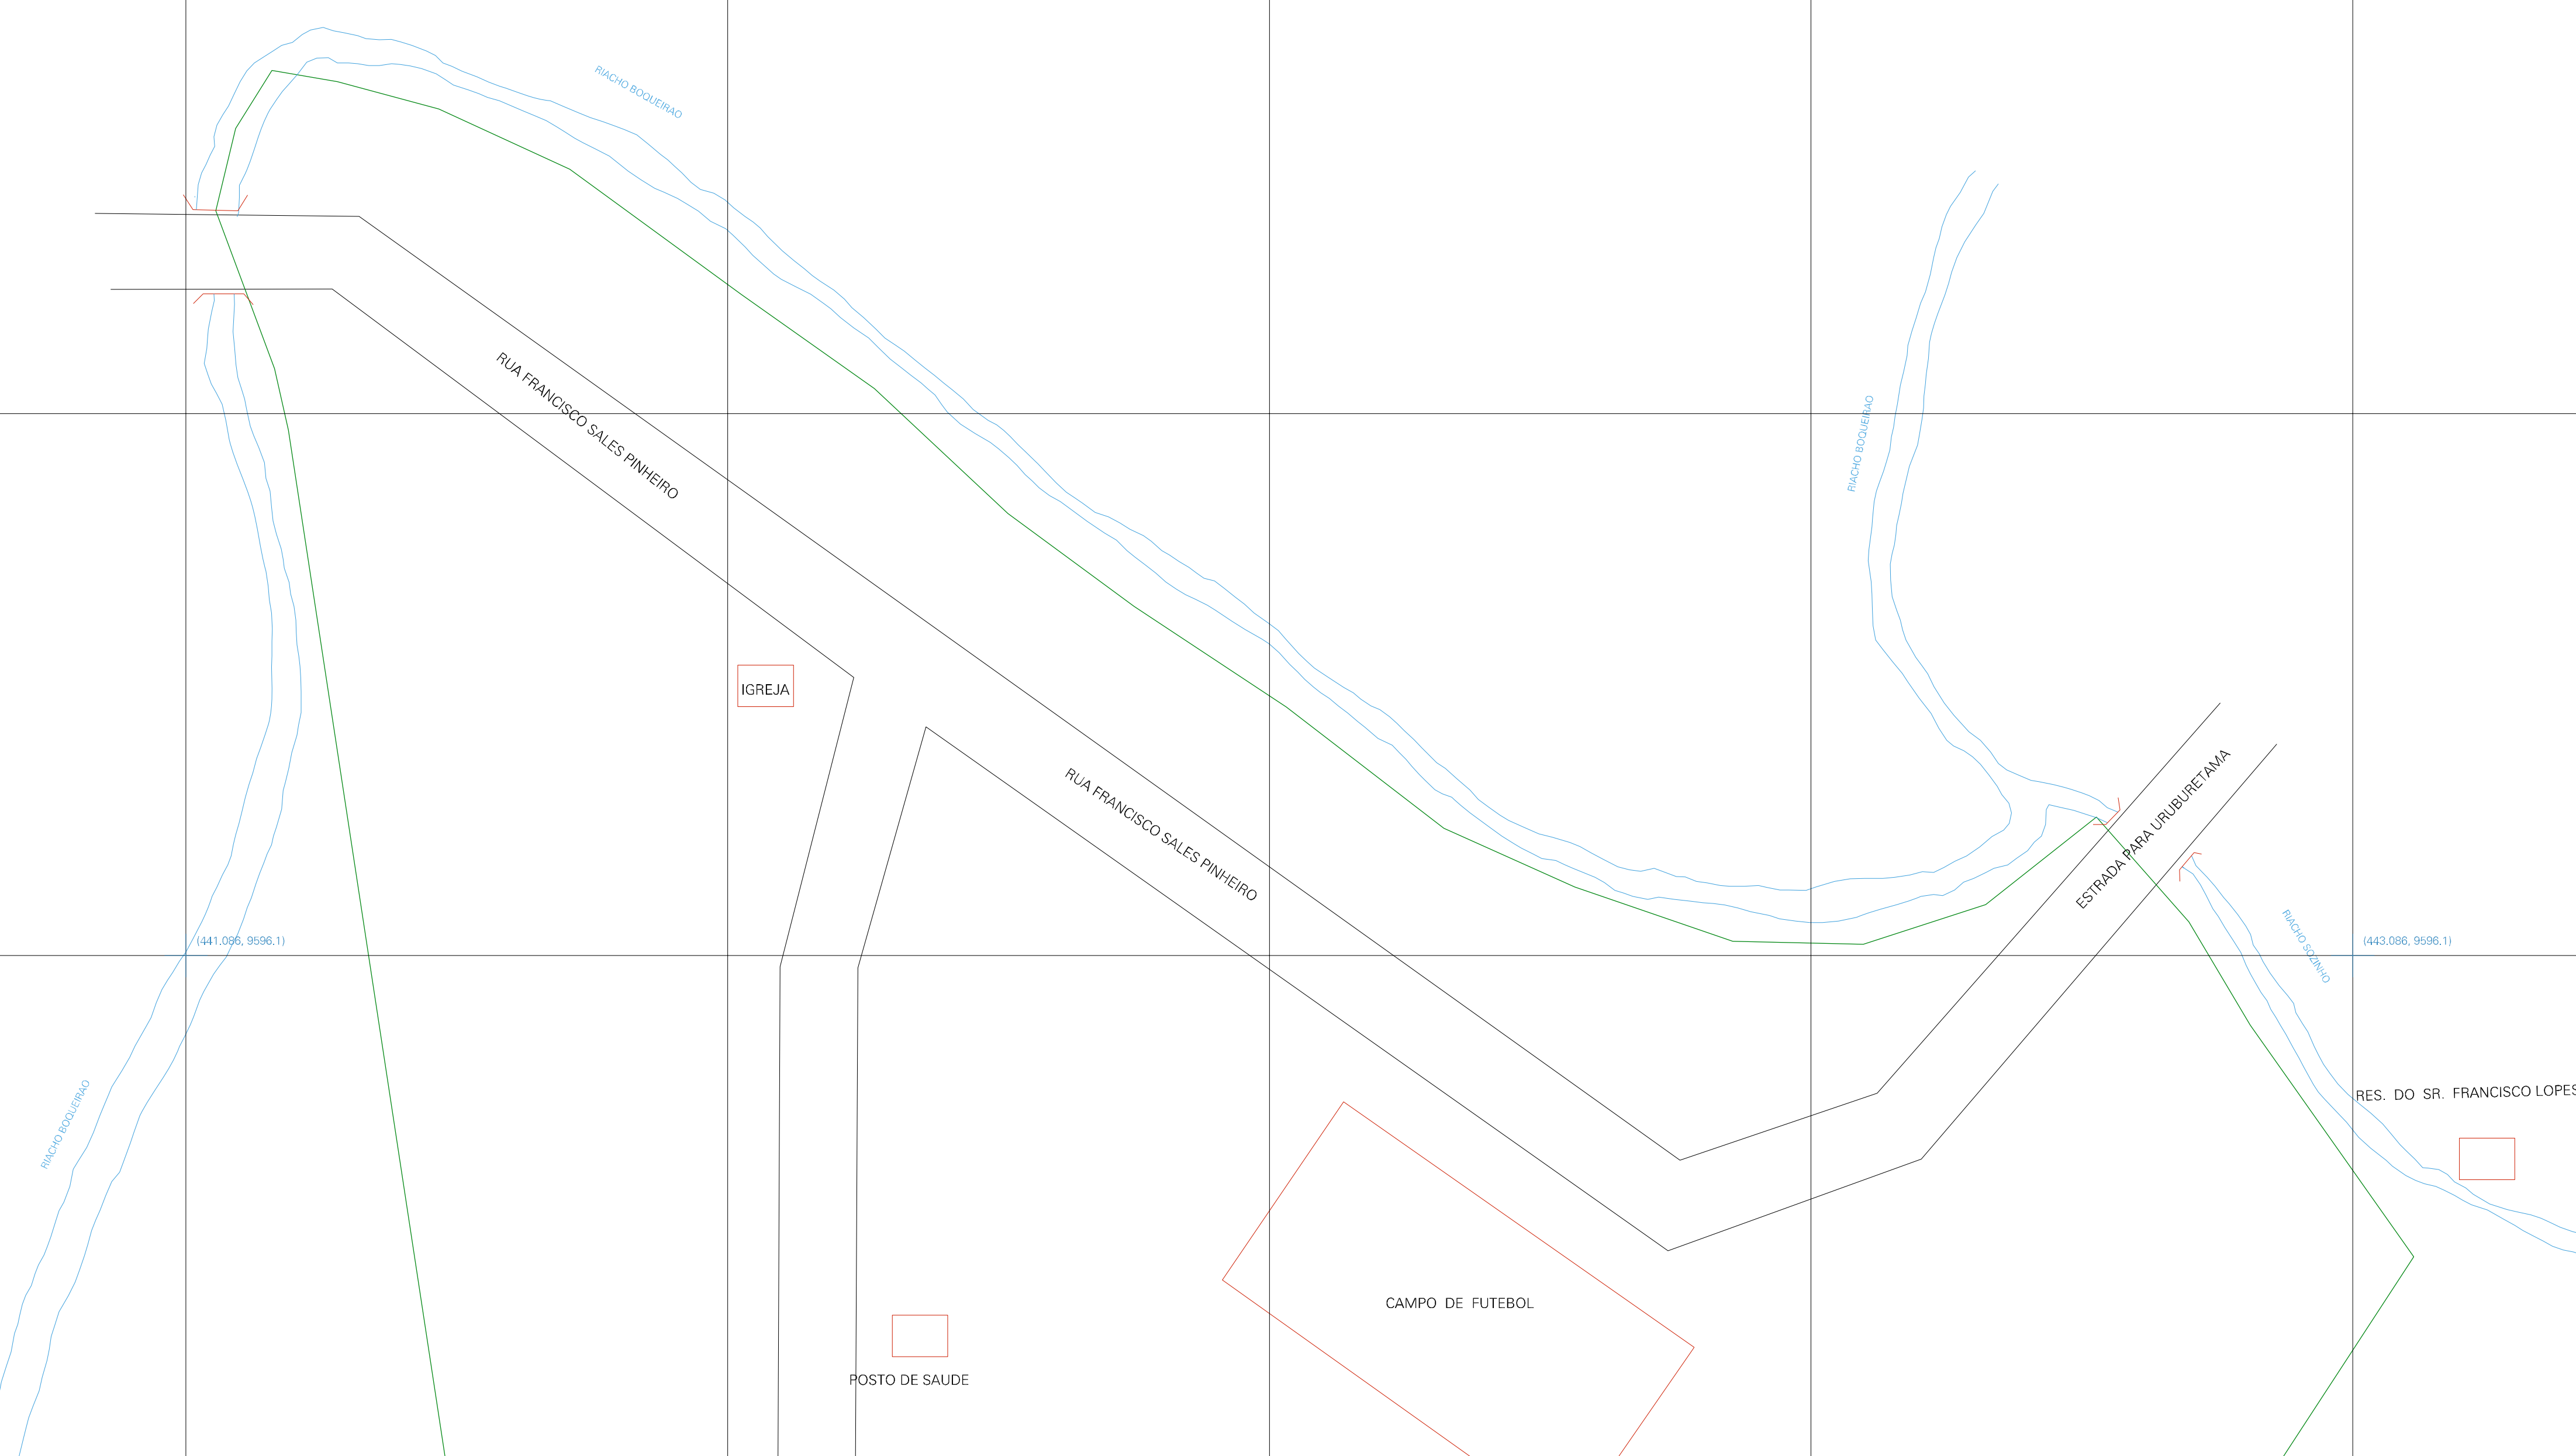 RIACHO BOQUEIRAO
RUA FRANCISCO SALES PINHEIRO
RIACHO BOQUEIRAO
IGREJA
RUA FRANCISCO SALES PINHEIRO
ESTRADA PARA URUBURETAMA
(441.086, 9596.1)
RIACHO SOZINHO
(443.086, 9596.1)
RIACHO BOQUEIRAO
RES. DO SR. FRANCISCO LOPES
CAMPO DE FUTEBOL
POSTO DE SAUDE